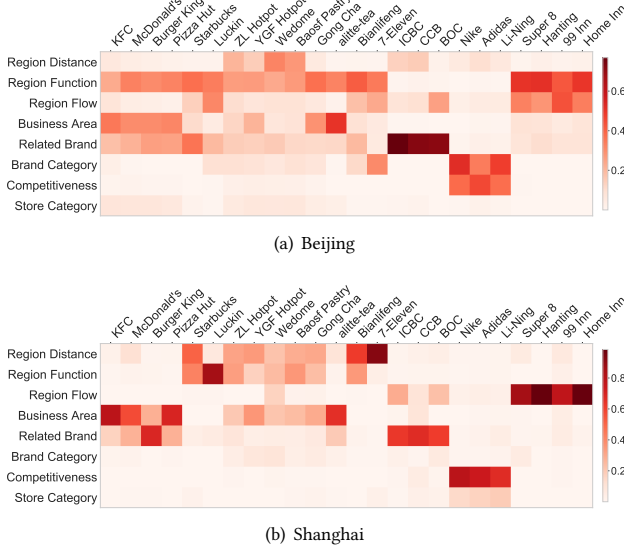 KFC McDonald's Burger King Pizza Hut Starbucks Luckin ZL Hotpot YGF Hotpot Wedome Baosf Pastry Gong Cha alitte-tea Bianlifeng 7-Eleven ICBC CCB BOC Nike Adidas Li-Ning Super 8 Hanting 99 Inn Home Inn
Region Distance
Region Function
Region Flow
Business Area
Related Brand
Brand Category
Competitiveness
Store Category
0.6
0.4
0.2
(a) Beijing
KFC McDonald's Burger King Pizza Hut Starbucks Luckin ZL Hotpot YGF Hotpot Wedome Baosf Pastry Gong Cha alitte-tea Bianlifeng 7-Eleven ICBC CCB BOC Nike Adidas Li-Ning Super 8 Hanting 99 Inn Home Inn
Region Distance
Region Function
Region Flow
Business Area
Related Brand
Brand Category
Competitiveness
Store Category
0.8
0.6
0.4
0.2
(b) Shanghai